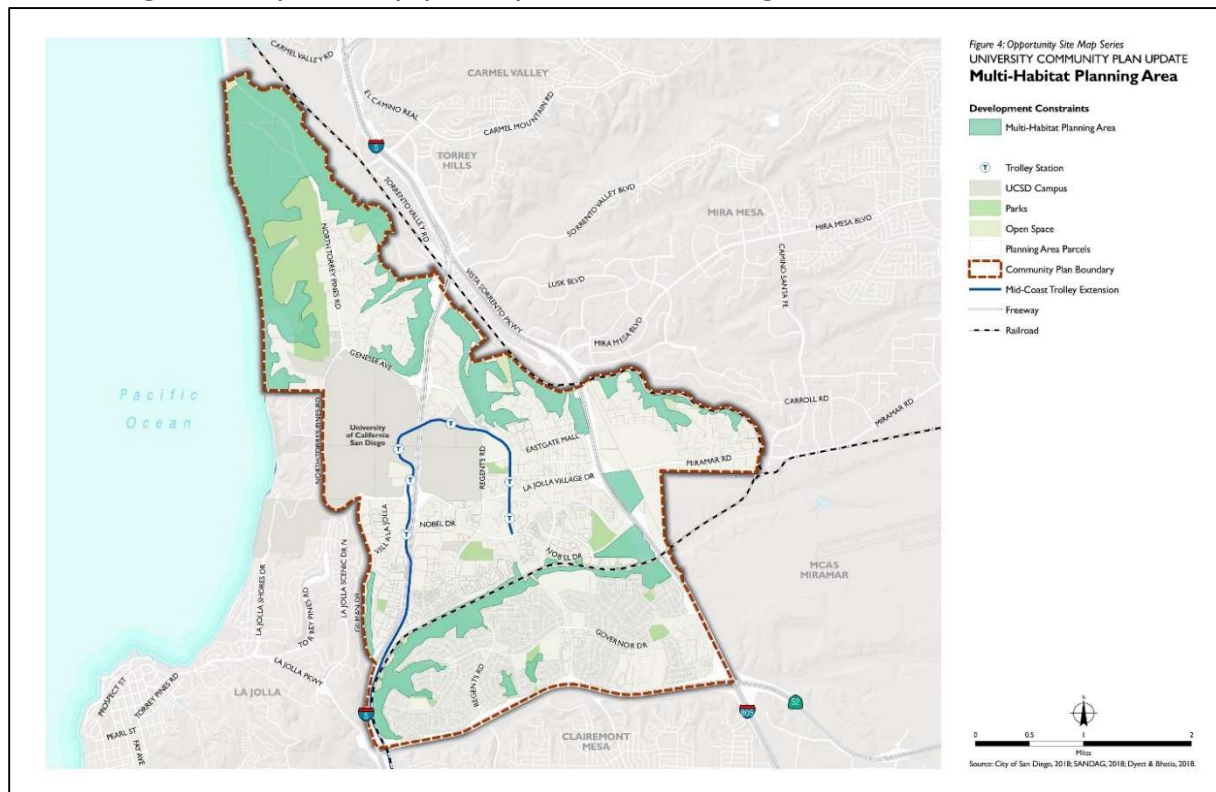 Figure 4: Opportunity Site Map Series
UNIVERSITY COMMUNITY PLAN UPDATE
Multi-Habitat Planning Area
Development Constraints
Multi-Habitat Planning Area
T
Trolley Station
UCSD Campus
Parks
Open Space
Planning Area Parcels
Community Plan Boundary
Mid-Coast Trolley Extension
Freeway
Railroad
CARMEL VALLEY RD
CARMEL VALLEY RD
CARMEL VALLEY
EL CAMINO REAL
CARMEL MOUNTAIN RD
5
TORREY
HILLS
SORRENTO VALLEY RD
SORRENTO VALLEY BLVD
MIRA MESA
MIRA MESA BLVD
NORTH TORREY PINES RD
VISTA SORRENTO PKWY
LUSK BLVD
CAMINO SANTA FE
MIRA MESA BLVD
GENESEE AVE
Pacific
Ocean
CARROLL RD
MIRAMAR RD
NORTH TORREY PINES RD
University
of California
San Diego
T
T
T
T
T
T
REGENTS RD
EASTGATE MALL
MIRAMAR RD
LA JOLLA VILLAGE DR
VILLA LA JOLLA
NOBEL DR
NOBEL DR
MCAS
MIRAMAR
LA JOLLA SHORES DR
LA JOLLA SCENIC DR N
GILMAN DR
TORREY PINES RD
GOVERNOR DR
REGENTS RD
LA JOLLA PKWY
PROSPECT ST
TORREY PINES RD
LA JOLLA
PEARL ST
FAY AVE
5
CLAIREMONT
MESA
805
52
N
0
1
2
Miles
Source: City of San Diego, 2018; SANDAG, 2018; Dyett & Bhatia, 2018.